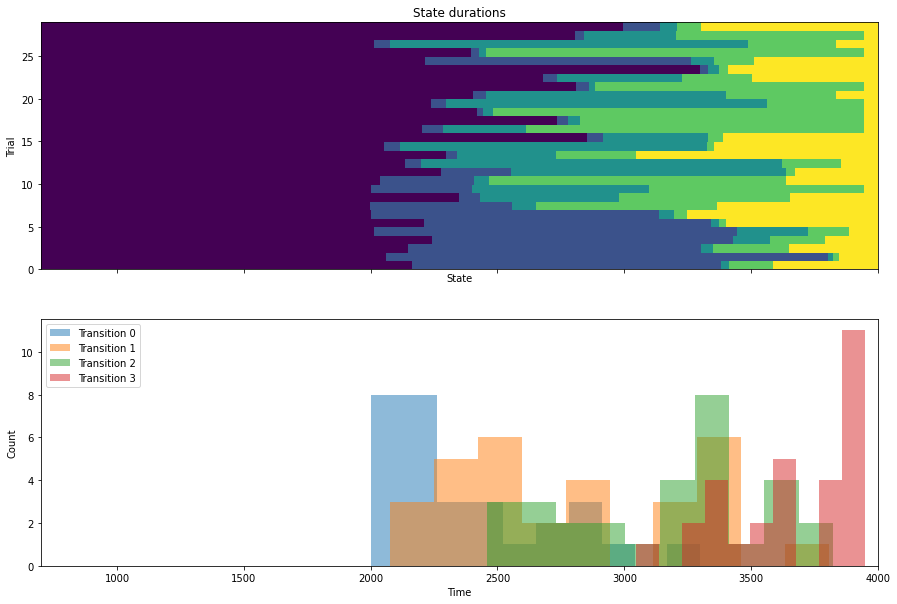 State durations
Trial
25
20
15
10
5
0
State
Transition 0
Transition 1
Transition 2
Transition 3
Count
10
8
6
4
2
0
1000 1500 2000 2500 3000 3500 4000
Time